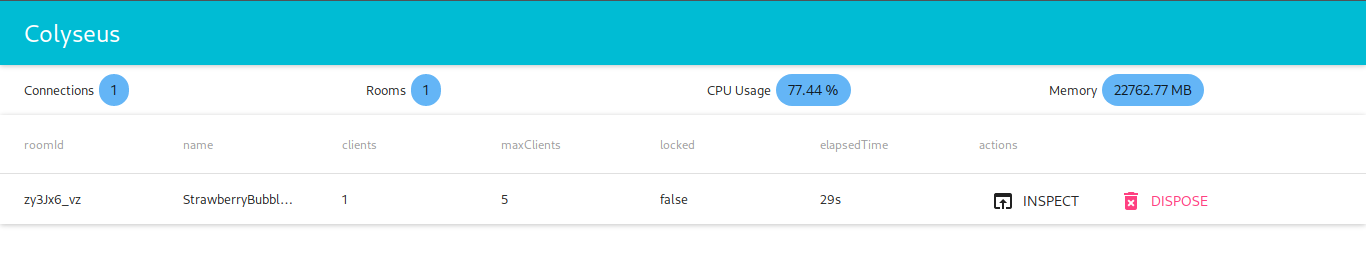 Colyseus
Connections 1 Rooms 1 CPU Usage 77.44 % Memory 22762.77 MB
roomId name clients maxClients locked elapsedTime actions
zy3Jx6_vz StrawberryBubbl... 1 5 false 29s INSPECT DISPOSE